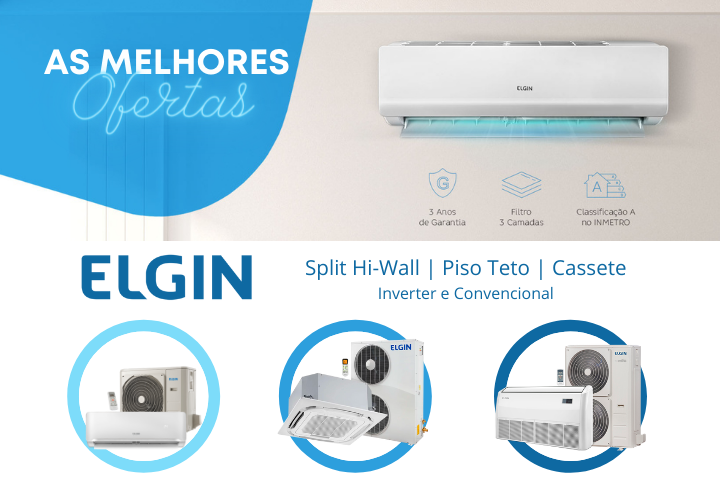 AS MELHORES
Ofertas
ELGIN
G
A
3 Anos
de Garantia
Filtro
3 Camadas
Classificação A
no INMETRO
ELGIN
Split Hi-Wall | Piso Teto | Cassete
Inverter e Convencional
ELGIN
ELGIN
ELGIN